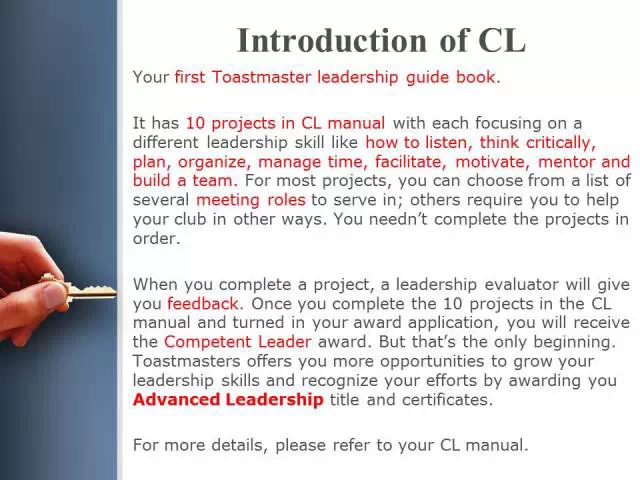 Introduction of CL
Your first Toastmaster leadership guide book.
It has 10 projects in CL manual with each focusing on a
different leadership skill like how to listen, think critically,
plan, organize, manage time, facilitate, motivate, mentor and
build a team. For most projects, you can choose from a list of
several meeting roles to serve in; others require you to help
your club in other ways. You needn't complete the projects in
order.
When you complete a project, a leadership evaluator will give
you feedback. Once you complete the 10 projects in the CL
manual and turned in your award application, you will receive
the Competent Leader award. But that's the only beginning.
Toastmasters offers you more opportunities to grow your
leadership skills and recognize your efforts by awarding you
Advanced Leadership title and certificates.
For more details, please refer to your CL manual.